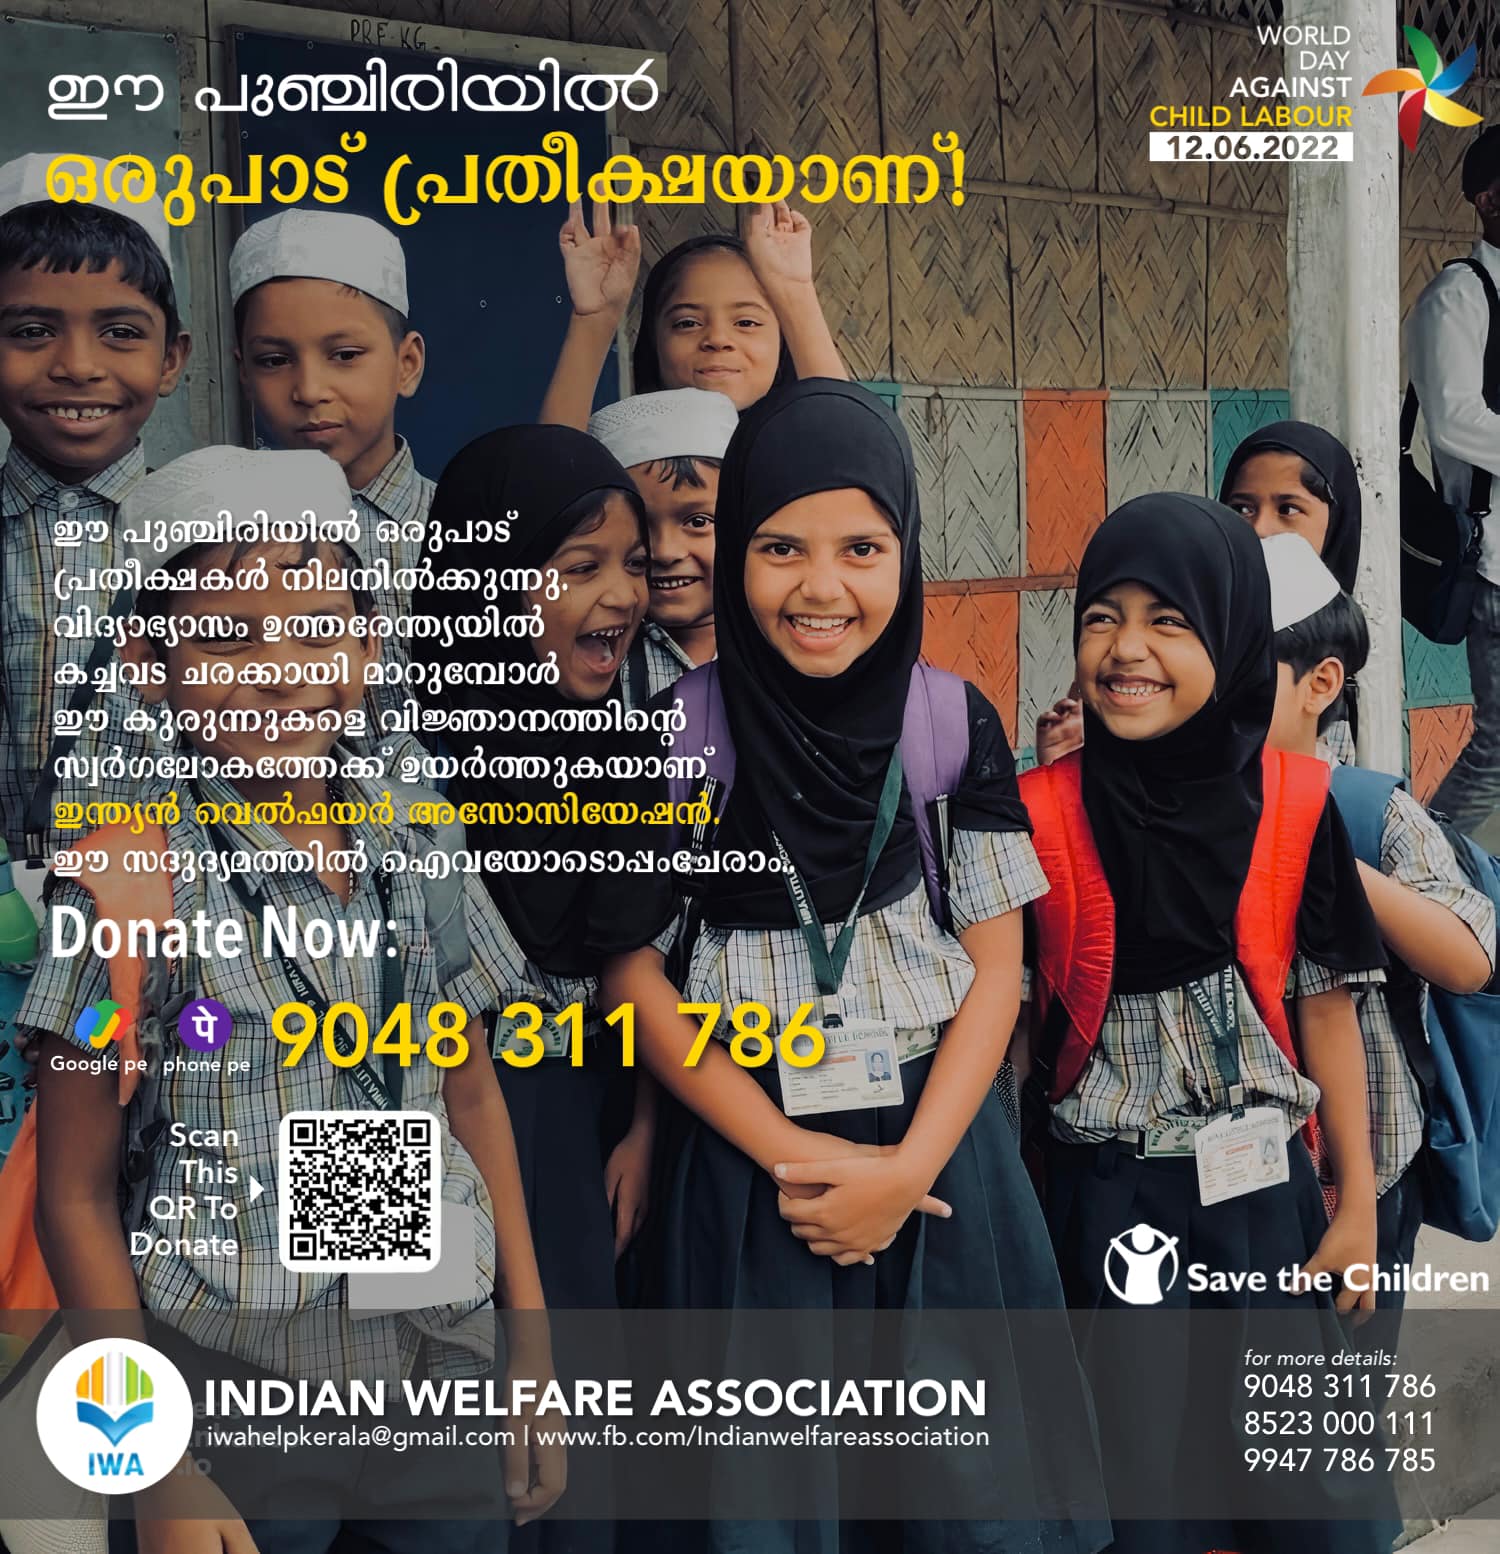 PRE-KG
ഈ പുഞ്ചിരിയിൽ
ഒരുപാട് പ്രതീക്ഷയാണ്!
WORLD
DAY
AGAINST
CHILD LABOUR
12.06.2022
ഈ പുഞ്ചിരിയിൽ ഒരുപാട്
പ്രതീക്ഷകൾ നിലനിൽക്കുന്നു.
വിദ്യാഭ്യാസം ഉത്തരേന്ത്യയിൽ
കച്ചവട ചരക്കായി മാറുമ്പോൾ
ഈ കുരുന്നുകളെ വിജ്ഞാനത്തിന്റെ
സ്വർഗലോകത്തേക്ക് ഉയർത്തുകയാണ്
ഇന്ത്യൻ വെൽഫയർ അസോസിയേഷൻ.
ഈ സദുദ്യമത്തിൽ ഐവയോടൊപ്പംചേരാം..
Donate Now:
Google pe
phone pe
पे
9048 311 786
Scan
This
QR To
Donate
Save the Children
IWA
INDIAN WELFARE ASSOCIATION
iwahelpkerala@gmail.com | www.fb.com/Indianwelfareassociation
for more details:
9048 311 786
8523 000 111
9947 786 785